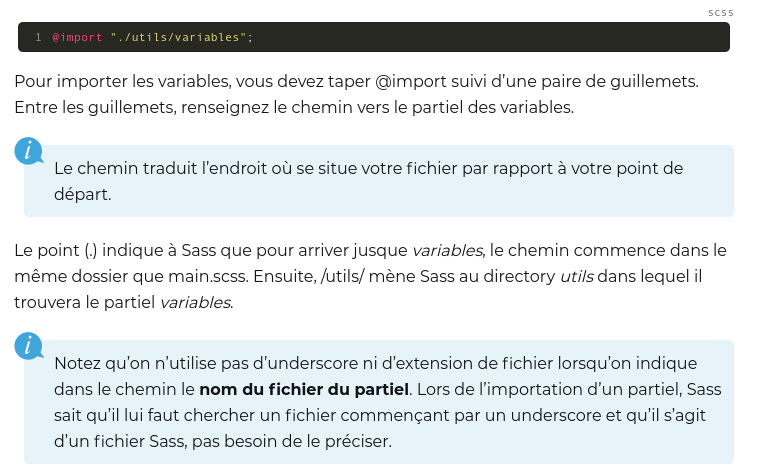 SCSS
1 @import "./utils/variables";
Pour importer les variables, vous devez taper @import suivi d’une paire de guillemets.
Entre les guillemets, renseignez le chemin vers le partiel des variables.
i
Le chemin traduit l’endroit où se situe votre fichier par rapport à votre point de
départ.
Le point (.) indique à Sass que pour arriver jusque variables, le chemin commence dans le
même dossier que main.scss. Ensuite, /utils/ mène Sass au directory utils dans lequel il
trouvera le partiel variables.
i
Notez qu’on n’utilise pas d’underscore ni d’extension de fichier lorsqu’on indique
dans le chemin le nom du fichier du partiel. Lors de l’importation d’un partiel, Sass
sait qu’il lui faut chercher un fichier commençant par un underscore et qu’il s’agit
d’un fichier Sass, pas besoin de le préciser.